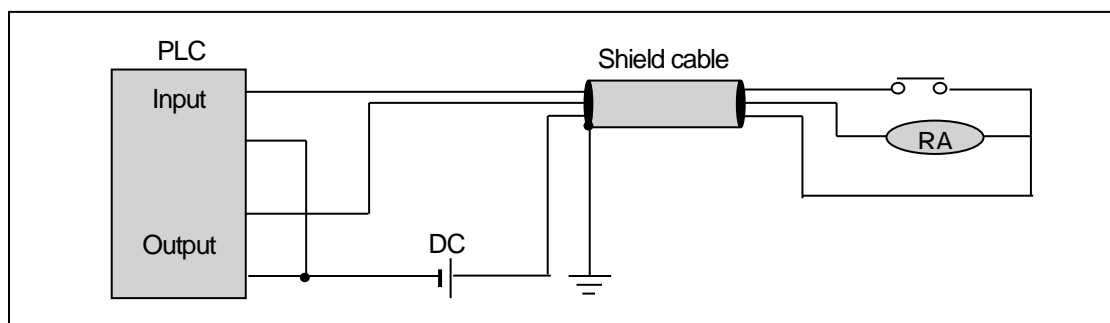 PLC
Shield cable
Input
RA
Output
DC